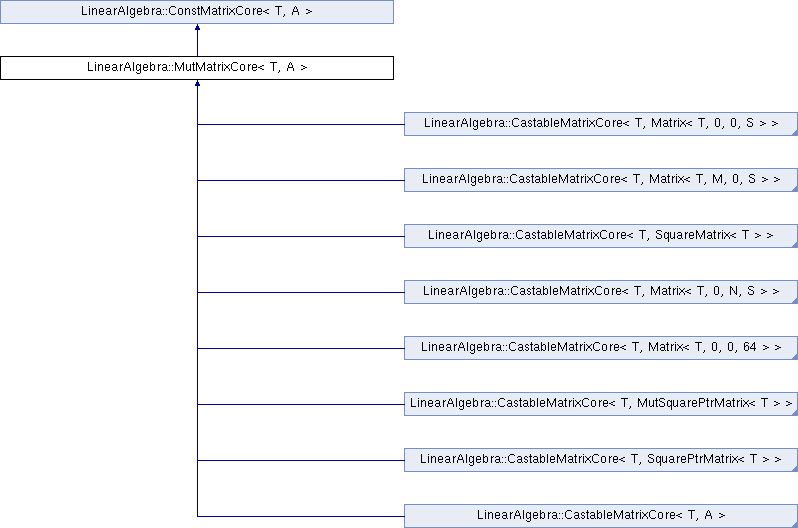 LinearAlgebra::ConstMatrixCore< T, A >
LinearAlgebra::MutMatrixCore< T, A >
LinearAlgebra::CastableMatrixCore< T, Matrix< T, 0, 0, S > >
LinearAlgebra::CastableMatrixCore< T, Matrix< T, M, 0, S > >
LinearAlgebra::CastableMatrixCore< T, SquareMatrix< T > >
LinearAlgebra::CastableMatrixCore< T, Matrix< T, 0, N, S > >
LinearAlgebra::CastableMatrixCore< T, Matrix< T, 0, 0, 64 > >
LinearAlgebra::CastableMatrixCore< T, MutSquarePtrMatrix< T > >
LinearAlgebra::CastableMatrixCore< T, SquarePtrMatrix< T > >
LinearAlgebra::CastableMatrixCore< T, A >